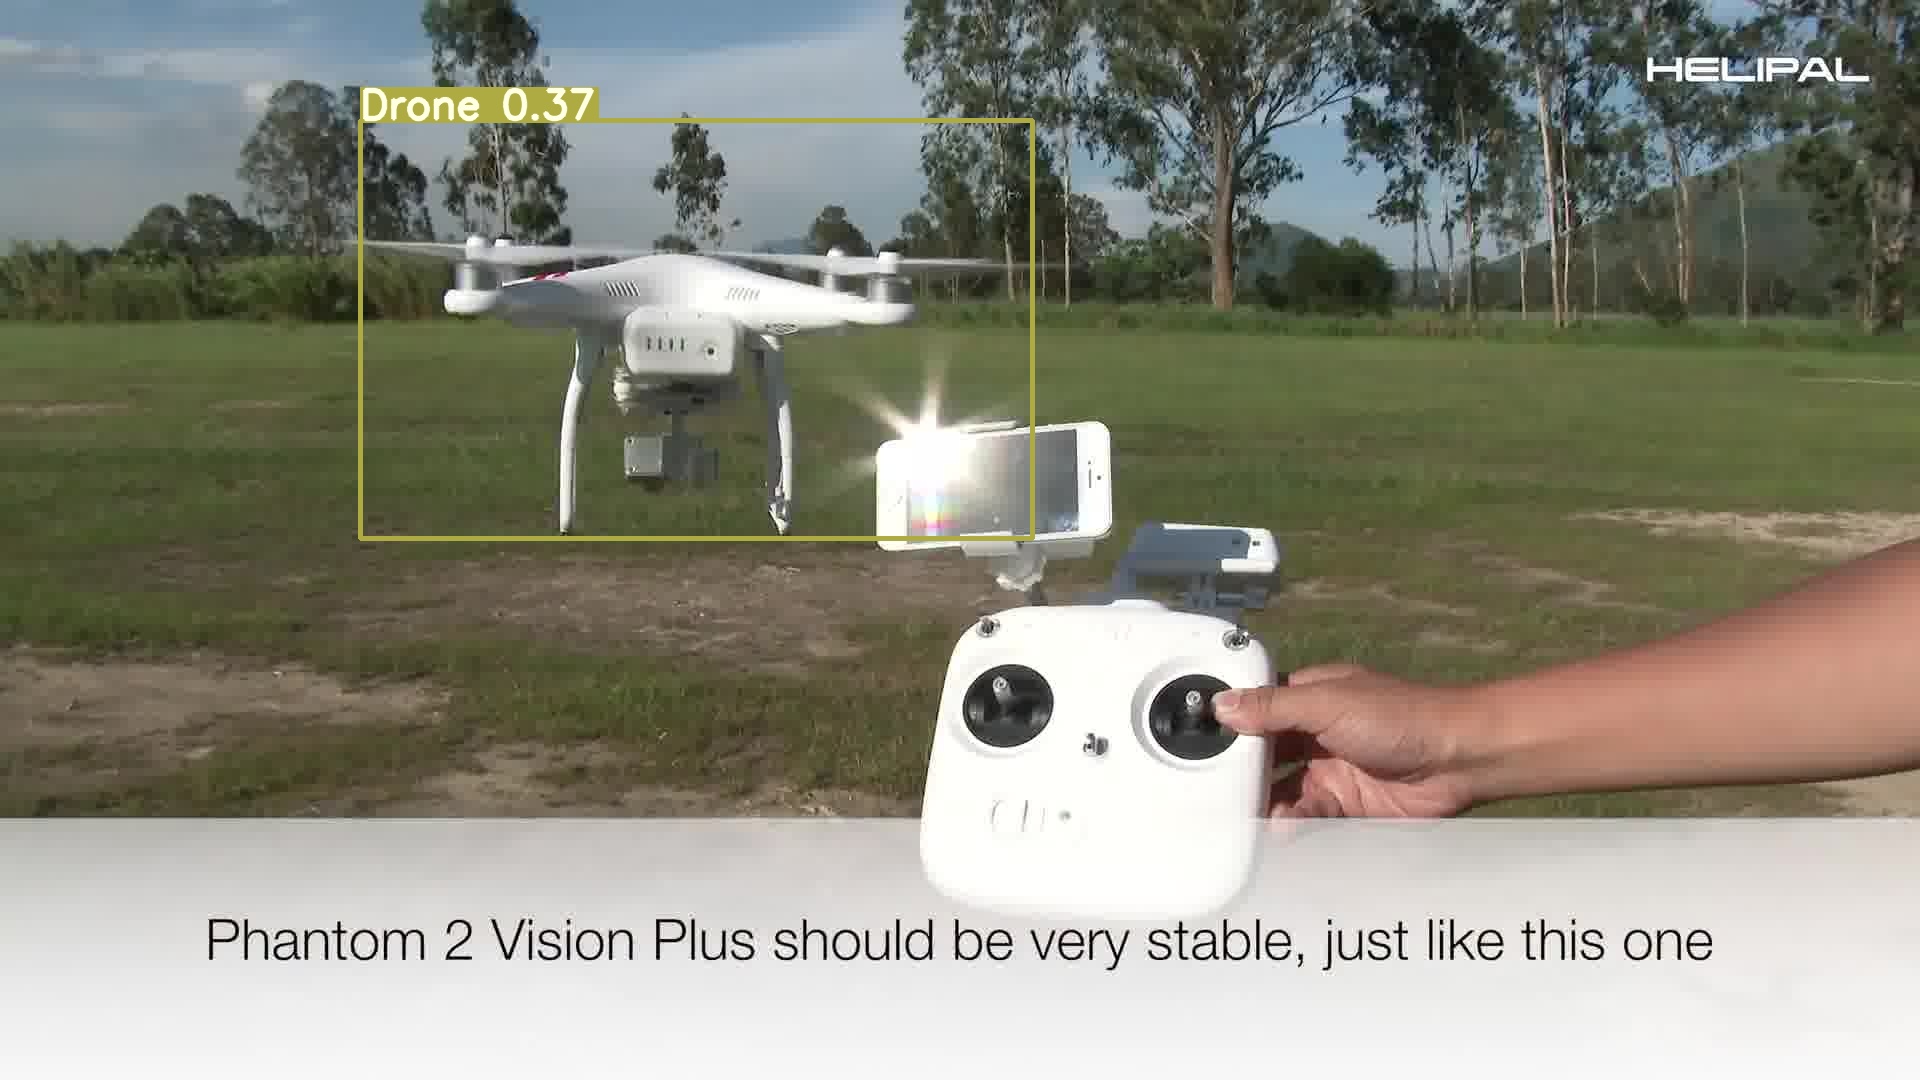 HELIPAL
Drone 0.37
Phantom 2 Vision Plus should be very stable, just like this one